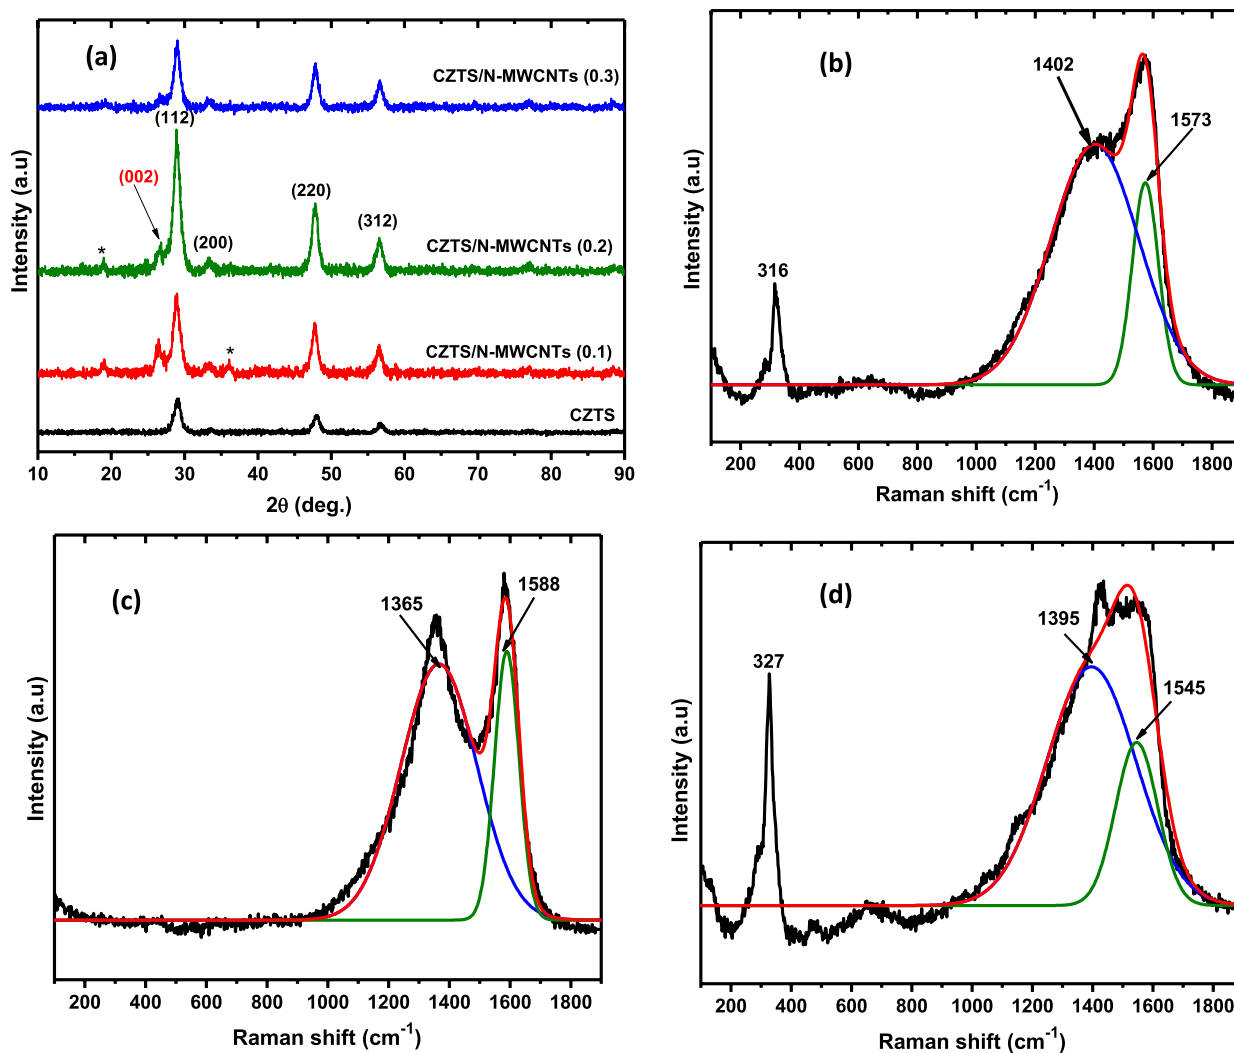 (a)
CZTS/N-MWCNTs (0.3)
(112)
(002)
(220)
(312)
(200)
*
CZTS/N-MWCNTs (0.2)
*
CZTS/N-MWCNTs (0.1)
CZTS
Intensity (a.u)
10 20 30 40 50 60 70 80 90
2θ (deg.)
(b)
1402
1573
316
Intensity (a.u)
200 400 600 800 1000 1200 1400 1600 1800
Raman shift (cm⁻¹)
(c)
1365
1588
Intensity (a.u)
200 400 600 800 1000 1200 1400 1600 1800
Raman shift (cm⁻¹)
(d)
1395
327
1545
Intensity (a.u)
200 400 600 800 1000 1200 1400 1600 1800
Raman shift (cm⁻¹)